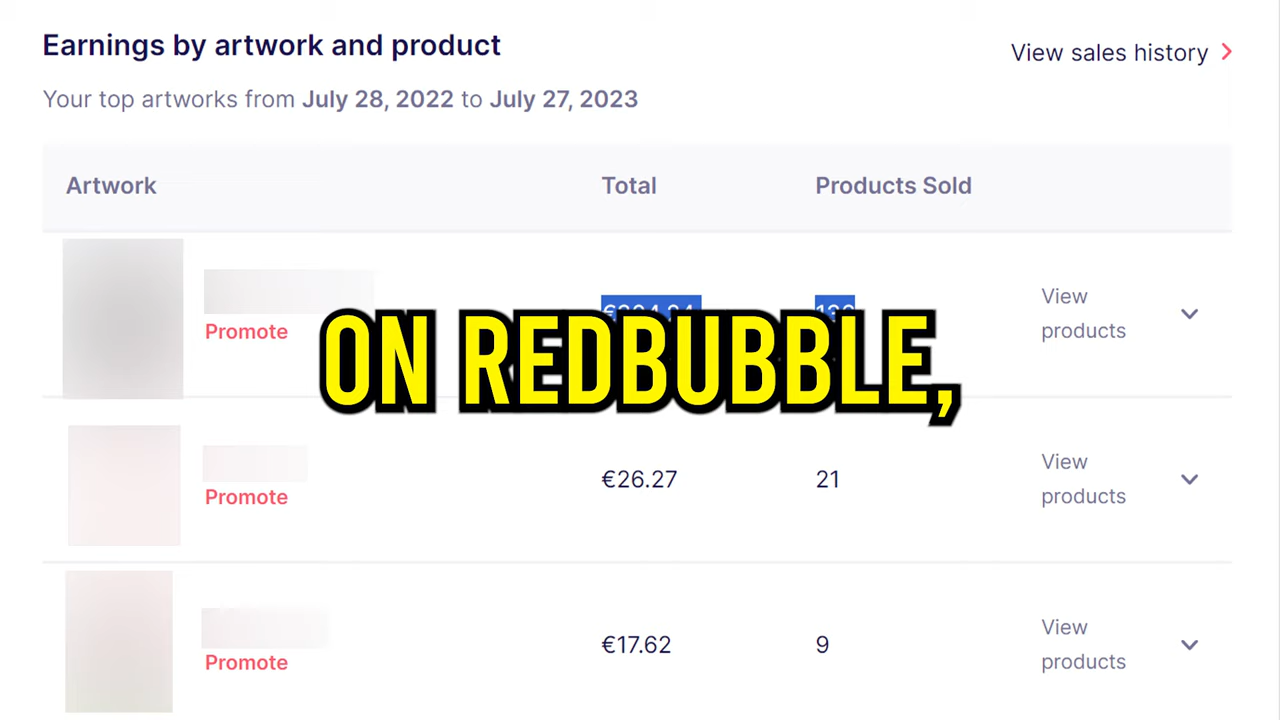 Earnings by artwork and product
View sales history
Your top artworks from July 28, 2022 to July 27, 2023
Artwork Total Products Sold
View products
Promote
ON REDBUBBLE,
Promote
€26.27
21
View products
Promote
€17.62
9
View products